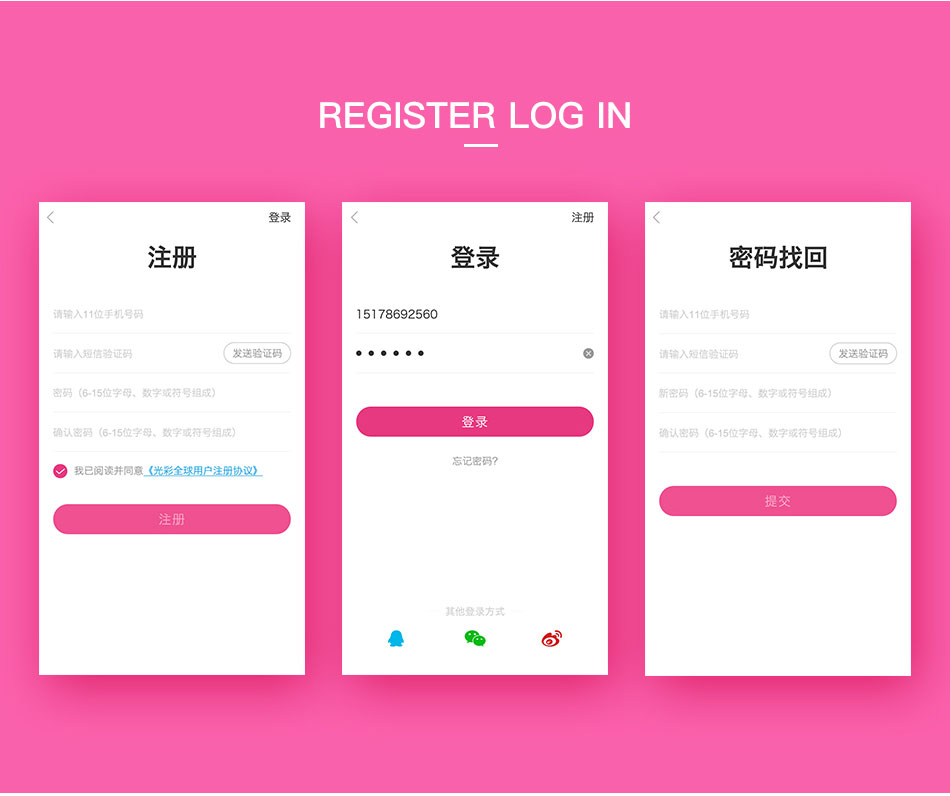 REGISTER LOG IN
登录
注册
请输入11位手机号码
请输入短信验证码
发送验证码
密码（6-15位字母、数字或符号组成）
确认密码（6-15位字母、数字或符号组成）
我已阅读并同意《光彩全球用户注册协议》
注册
注册
登录
15178692560
登录
忘记密码?
其他登录方式
密码找回
请输入11位手机号码
请输入短信验证码
发送验证码
新密码（6-15位字母、数字或符号组成）
确认密码（6-15位字母、数字或符号组成）
提交